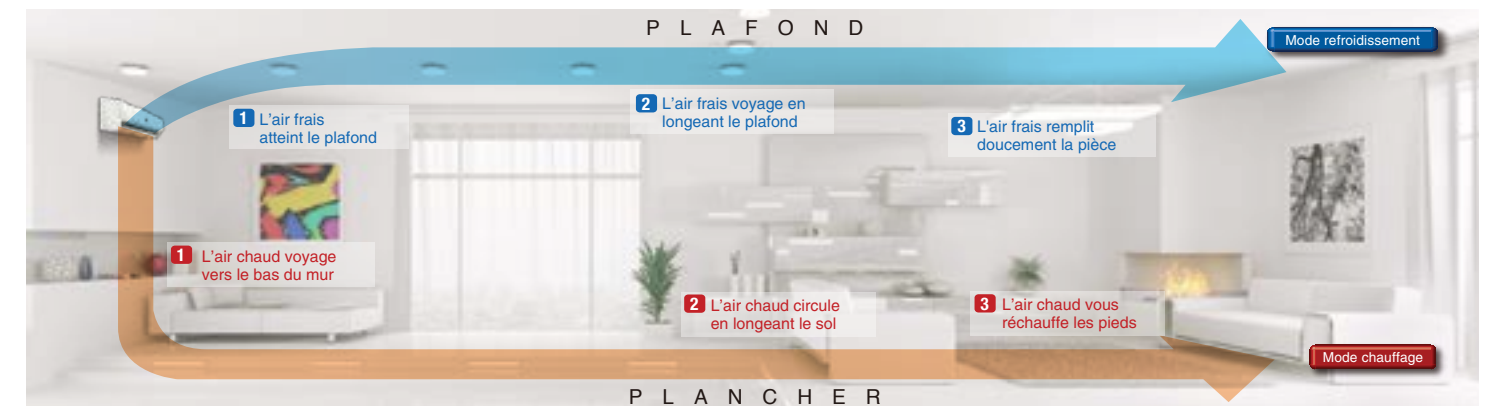 PLAFOND
Mode refroidissement
1 L'air frais
atteint le plafond
2 L'air frais voyage en
longeant le plafond
3 L'air frais remplit
doucement la pièce
1 L'air chaud voyage
vers le bas du mur
2 L'air chaud circule
en longeant le sol
3 L'air chaud vous
réchauffe les pieds
Mode chauffage
PLANCHER